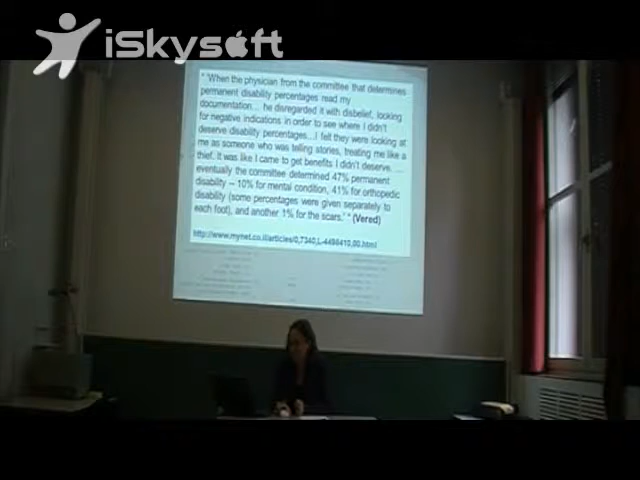 iSkysoft
" "When the physician from the committee that determines
permanent disability percentages read my
documentation... he disregarded it with disbelief, looking
for negative indications in order to see where I didn't
deserve disability percentages...I felt they were looking at
me as someone who was telling stories, treating me like a
thief. It was like I came to get benefits I didn't deserve. ...
eventually the committee determined 47% permanent
disability – 10% for mental condition, 41% for orthopedic
disability (some percentages were given separately to
each foot), and another 1% for the scars." " (Vered)
http://www.mynet.co.il/articles/0,7340,L-4498410,00.html